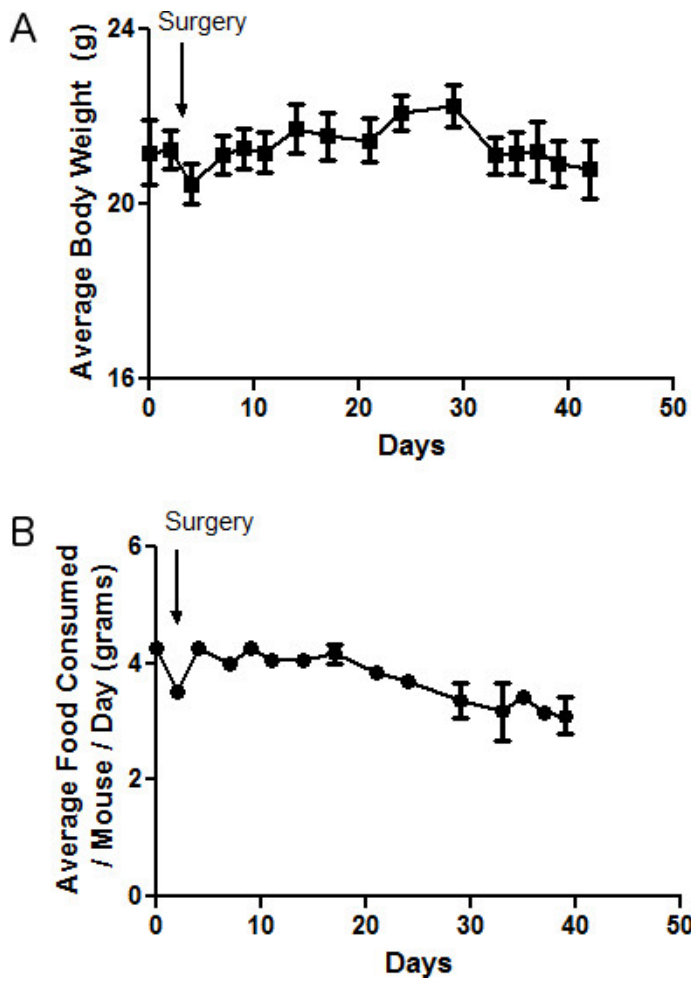 A
Surgery
Average Body Weight (g)
24
20
16
0 10 20 30 40 50
Days
B
Surgery
Average Food Consumed
/ Mouse / Day (grams)
6
4
2
0
0 10 20 30 40 50
Days